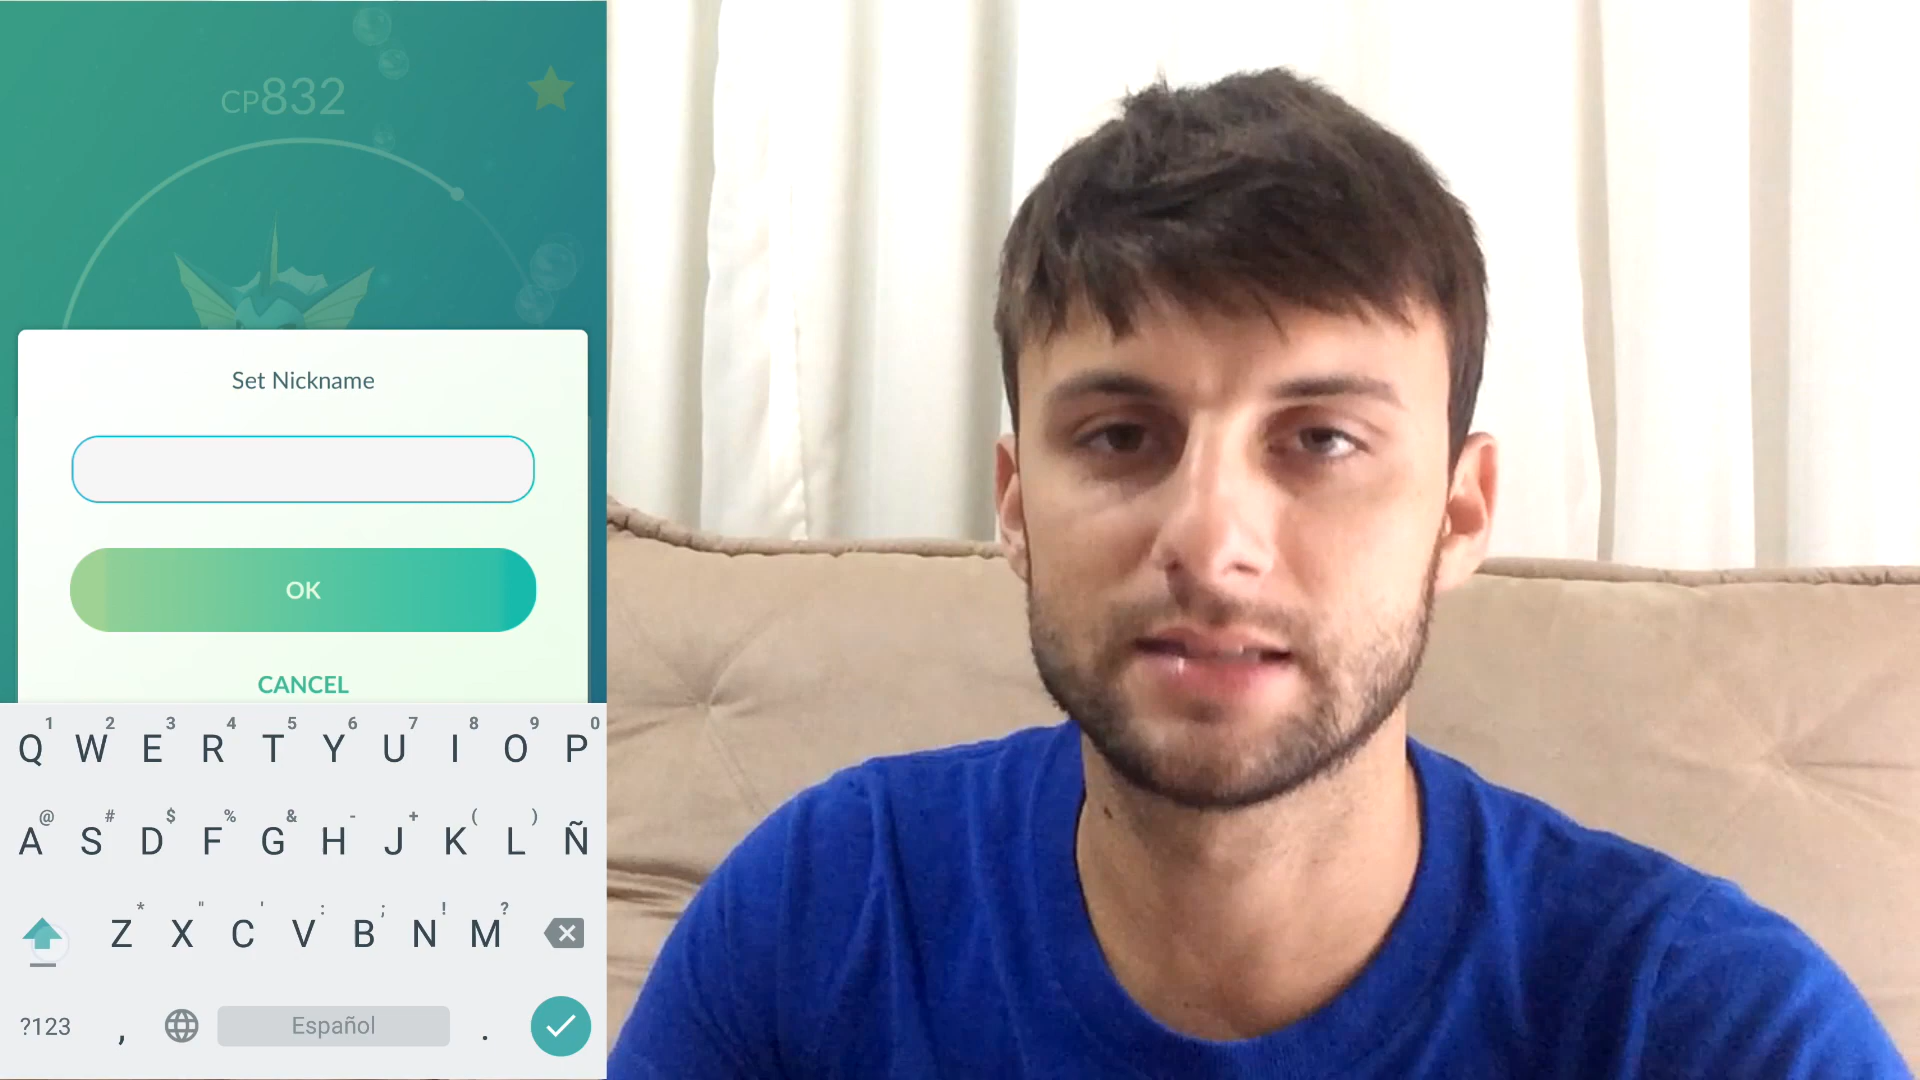 CP832
Set Nickname
OK
CANCEL
1 2 3 4 5 6 7 8 9 0
Q W E R T Y U I O P
@ # $ % & - + ( )
A S D F G H J K L Ñ
* " ' : ; ! ?
Z X C V B N M
?123 , Español .